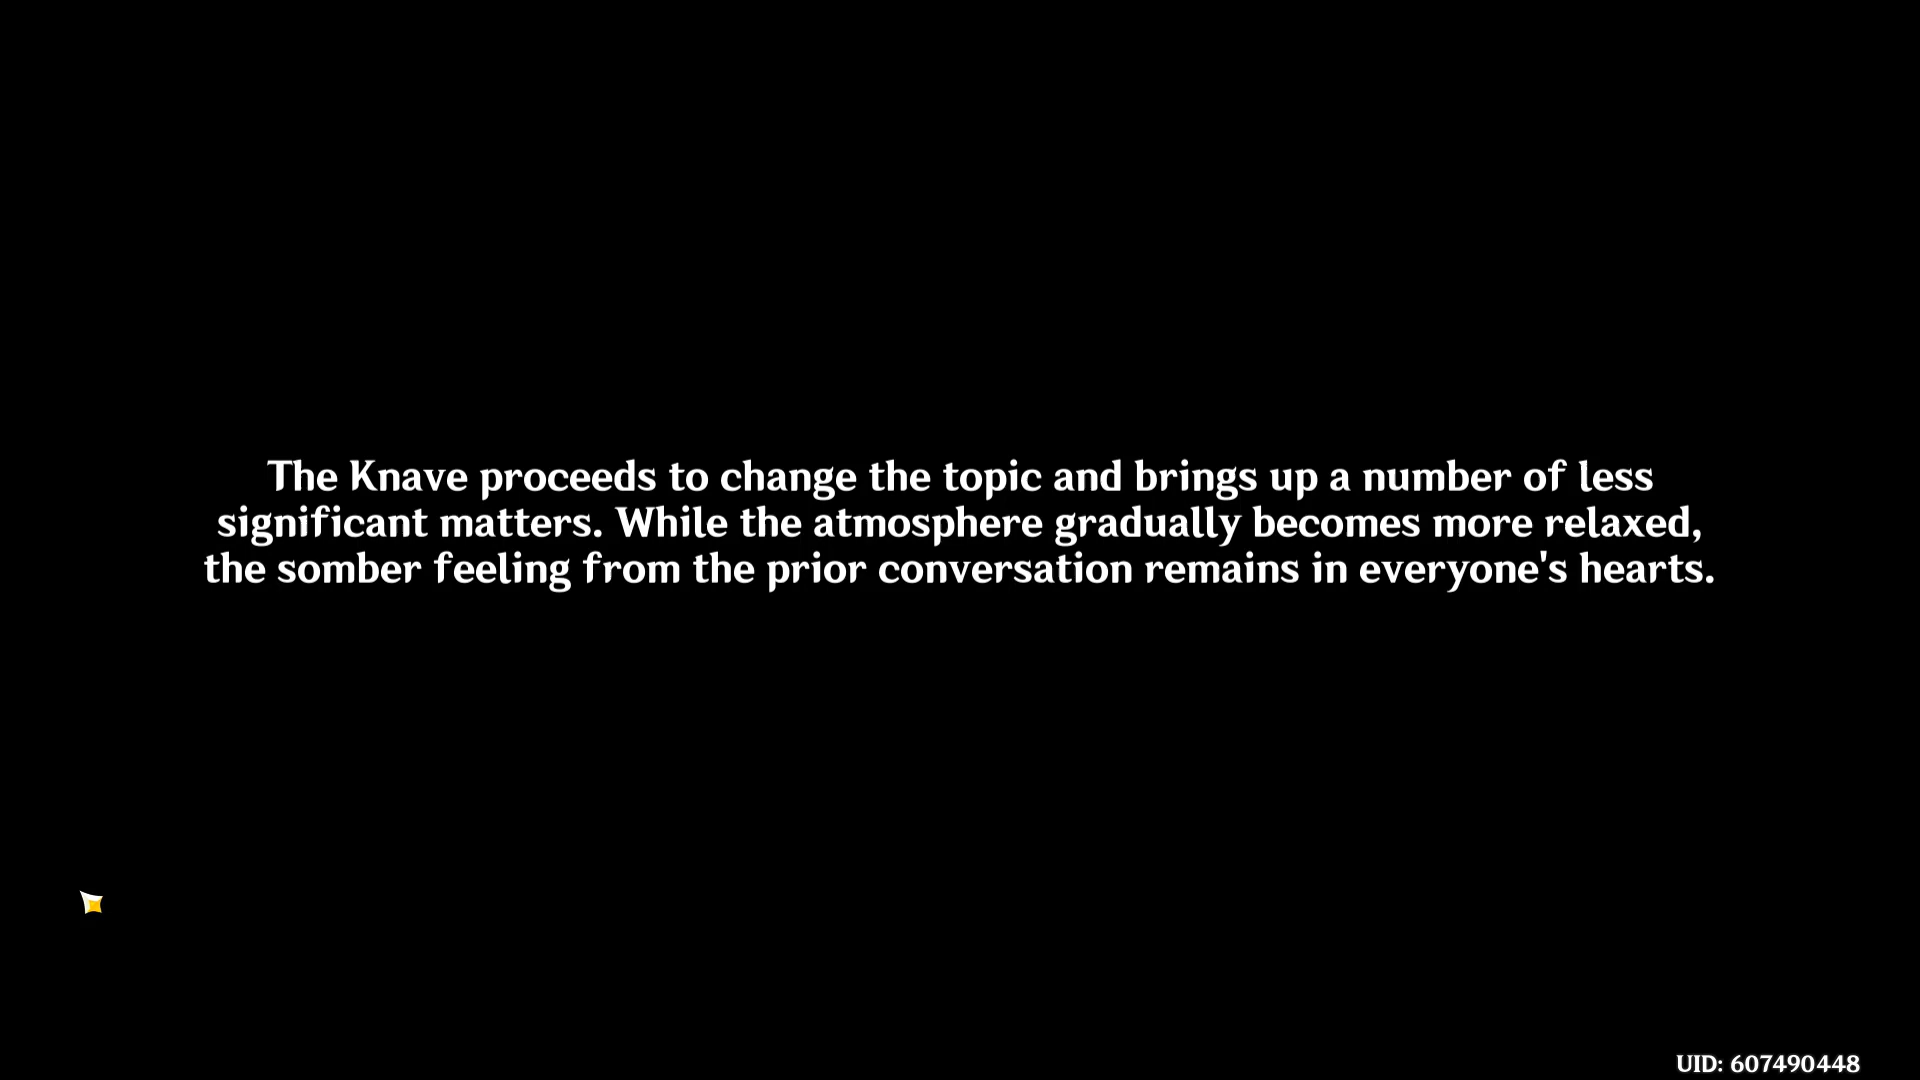 The Knave proceeds to change the topic and brings up a number of less
significant matters. While the atmosphere gradually becomes more relaxed,
the somber feeling from the prior conversation remains in everyone's hearts.
UID: 607490448